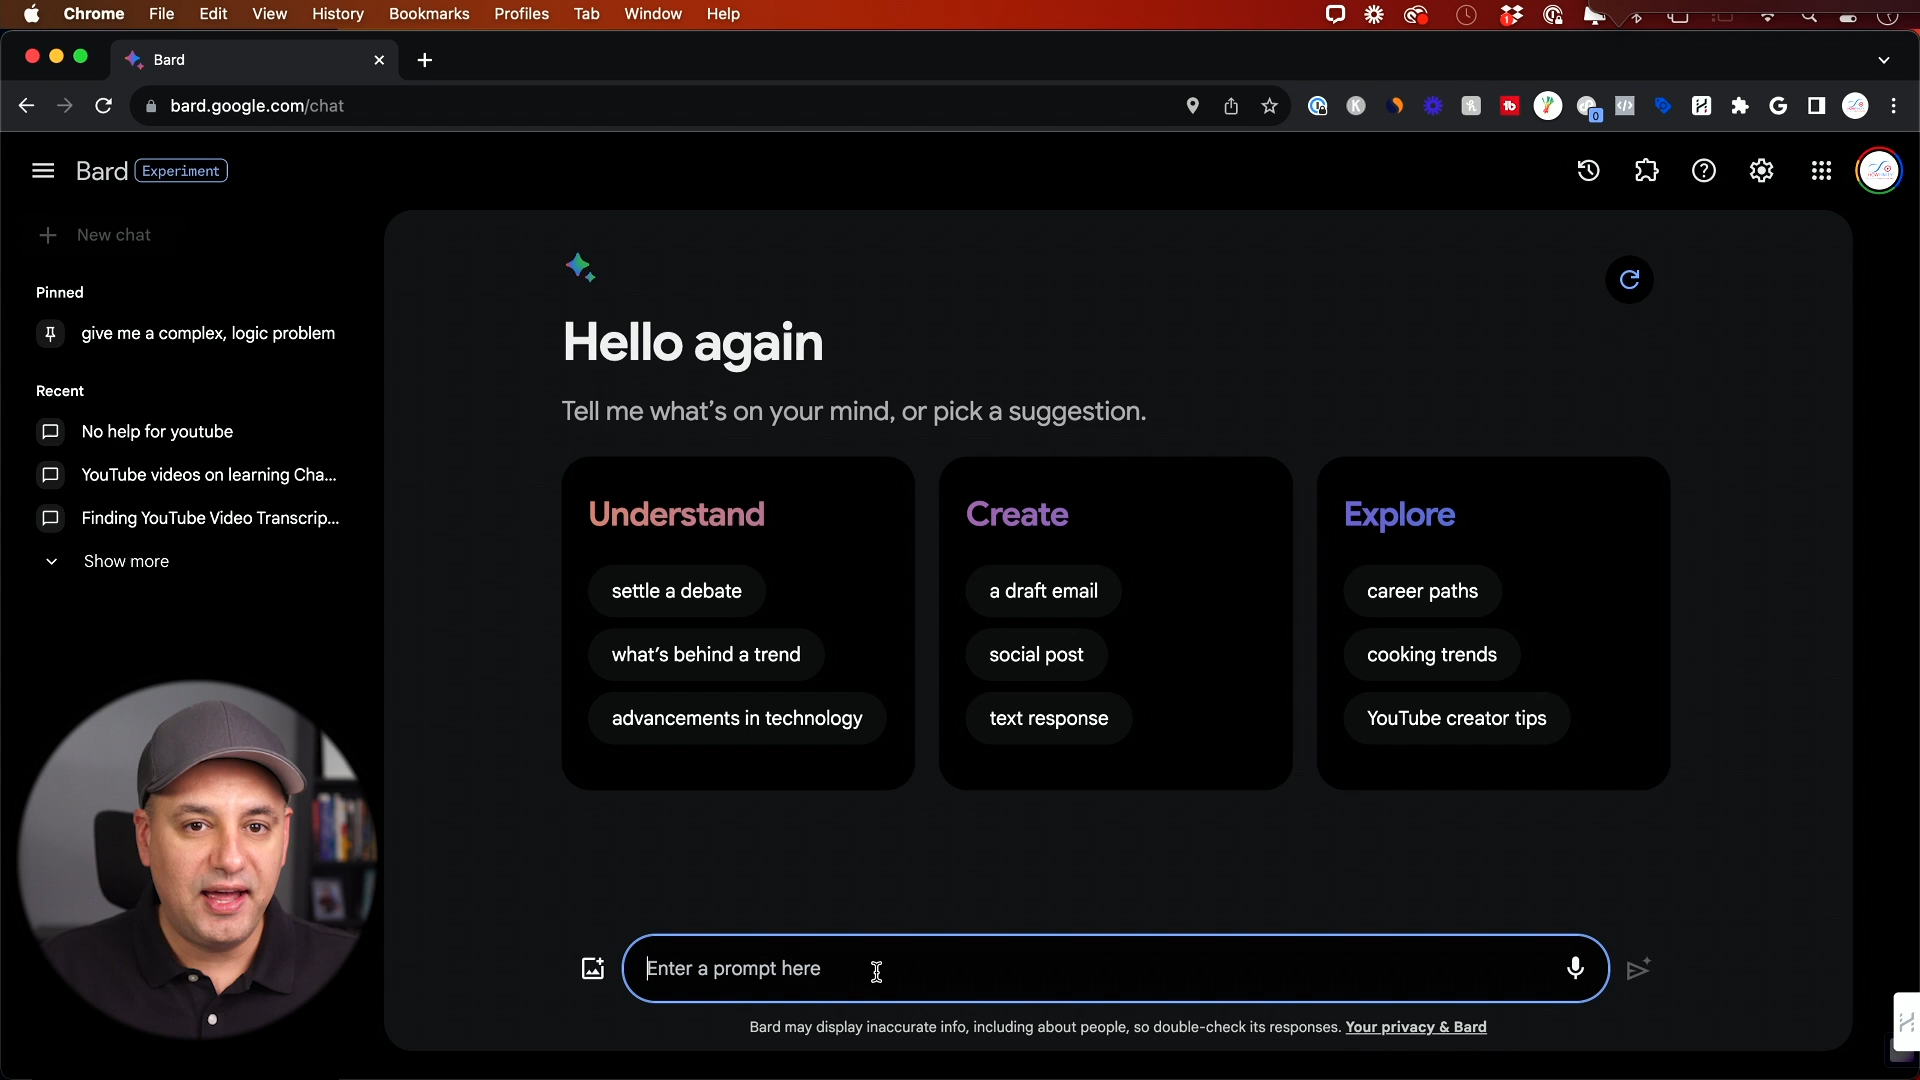 Chrome File Edit View History Bookmarks Profiles Tab Window Help
Bard
bard.google.com/chat
Bard Experiment
New chat
Pinned
give me a complex, logic problem
Recent
No help for youtube
YouTube videos on learning Cha...
Finding YouTube Video Transcrip...
Show more
Hello again
Tell me what's on your mind, or pick a suggestion.
Understand
settle a debate
what's behind a trend
advancements in technology
Create
a draft email
social post
text response
Explore
career paths
cooking trends
YouTube creator tips
Enter a prompt here
Bard may display inaccurate info, including about people, so double-check its responses. Your privacy & Bard